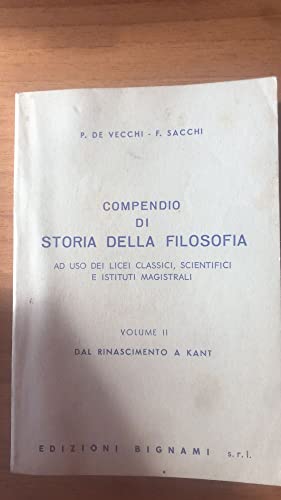 P. DE VECCHI - F. SACCHI
COMPENDIO
DI
STORIA DELLA FILOSOFIA
AD USO DEI LICEI CLASSICI, SCIENTIFICI
E ISTITUTI MAGISTRALI
VOLUME II
DAL RINASCIMENTO A KANT
EDIZIONI BIGNAMI s.r.l.